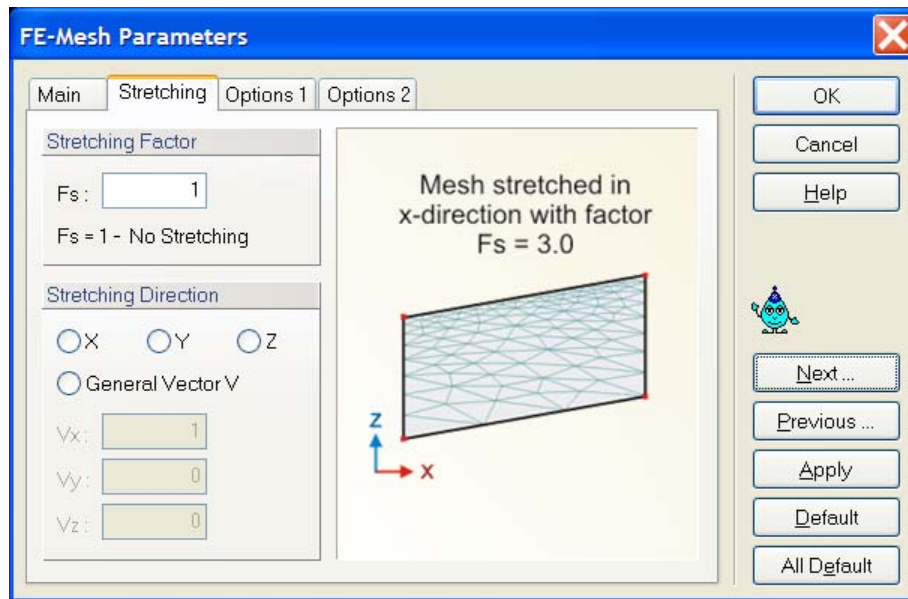 FE-Mesh Parameters
Main Stretching Options 1 Options 2
Stretching Factor
Fs : 1
Fs = 1 - No Stretching
Stretching Direction
X Y Z
General Vector V
Vx : 1
Vy : 0
Vz : 0
Mesh stretched in
x-direction with factor
Fs = 3.0
Z
X
OK
Cancel
Help
Next ...
Previous ...
Apply
Default
All Default